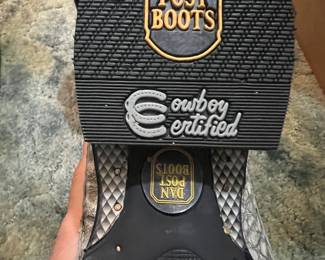 POST
BOOTS
Cowboy
Certified
DAN
POST
BOOTS